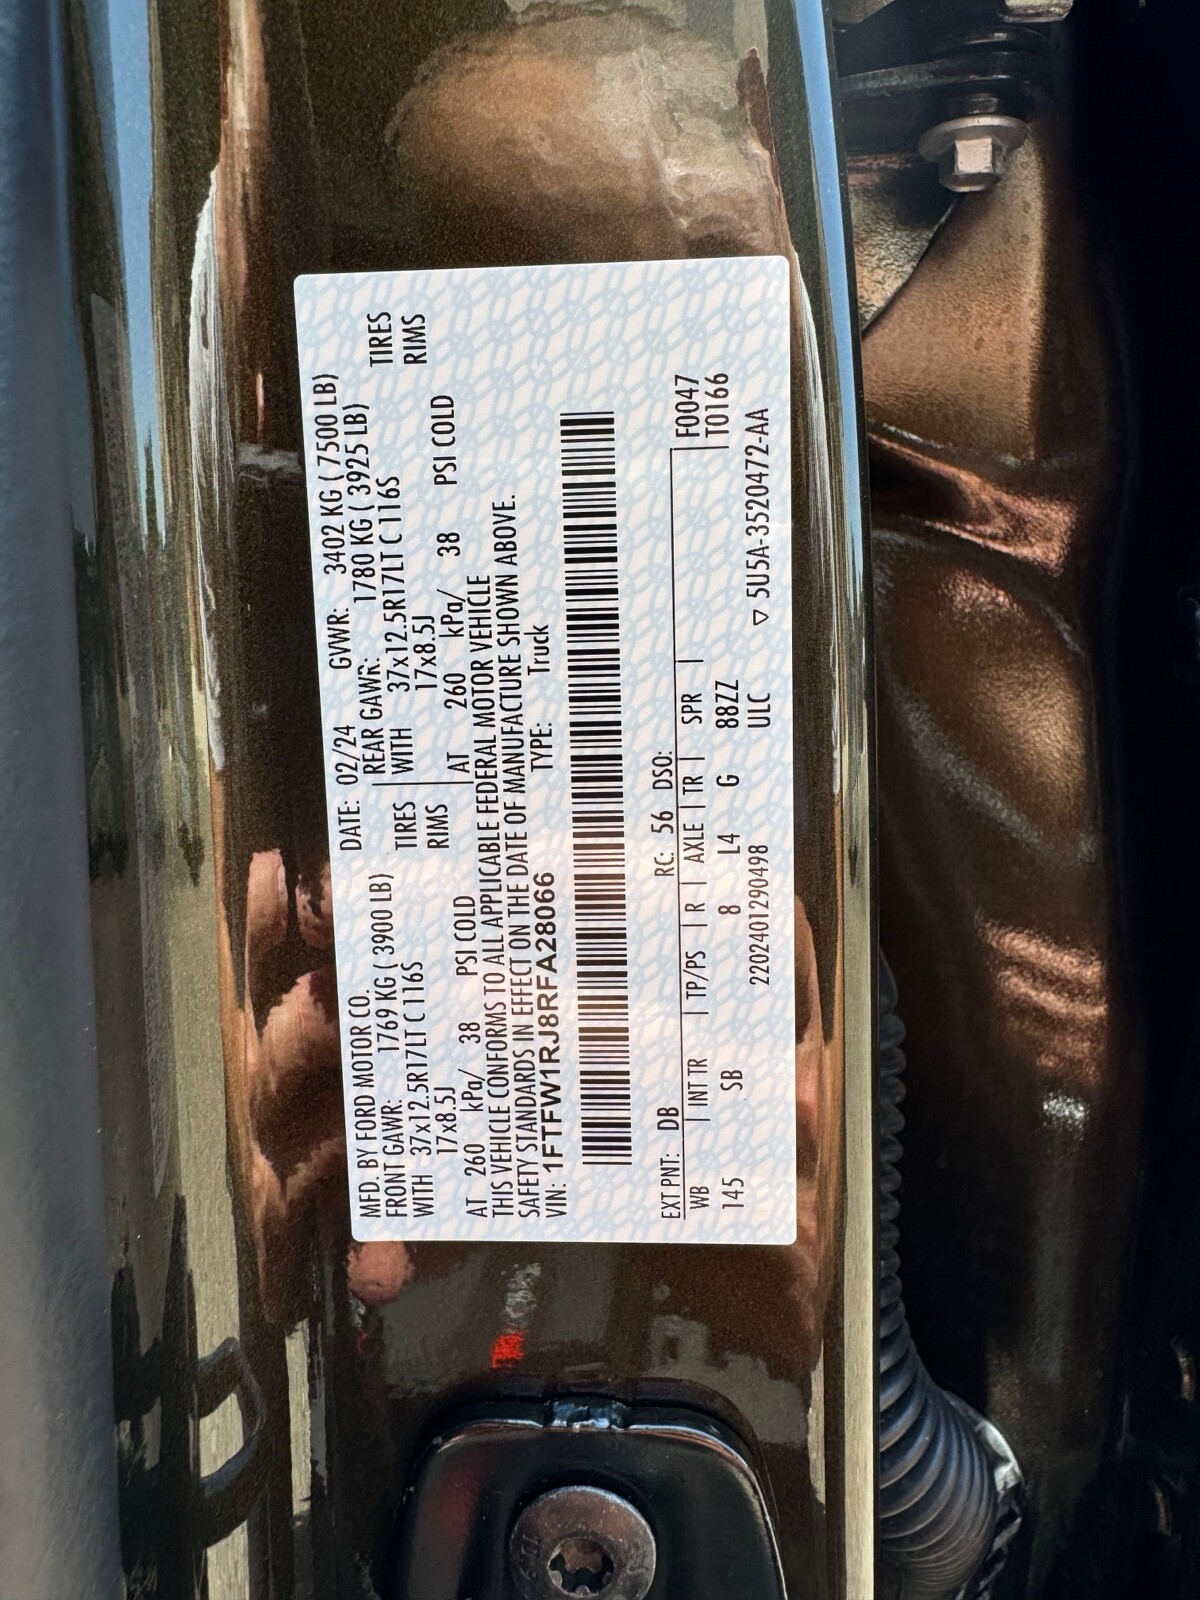 MFD. BY FORD MOTOR CO. DATE: 02/24 GVWR: 3402 KG ( 7500 LB)
FRONT GAWR: 1769 KG ( 3900 LB) REAR GAWR: 1780 KG ( 3925 LB)
WITH 37x12.5R17LT C 116S TIRES WITH 37x12.5R17LT C 116S TIRES
17x8.5J RIMS 17x8.5J RIMS
AT 260 kPa/ 38 PSI COLD AT 260 kPa/ 38 PSI COLD
THIS VEHICLE CONFORMS TO ALL APPLICABLE FEDERAL MOTOR VEHICLE
SAFETY STANDARDS IN EFFECT ON THE DATE OF MANUFACTURE SHOWN ABOVE.
VIN: 1FTFW1RJ8RFA28066 TYPE: Truck
EXT PNT: DB RC: 56 DSO: F0047
WB INT TR TP/PS R AXLE TR SPR T0166
145 SB 8 L4 G 88ZZ
220240129049​8 ULC ▽ 5U5A-3520472-AA